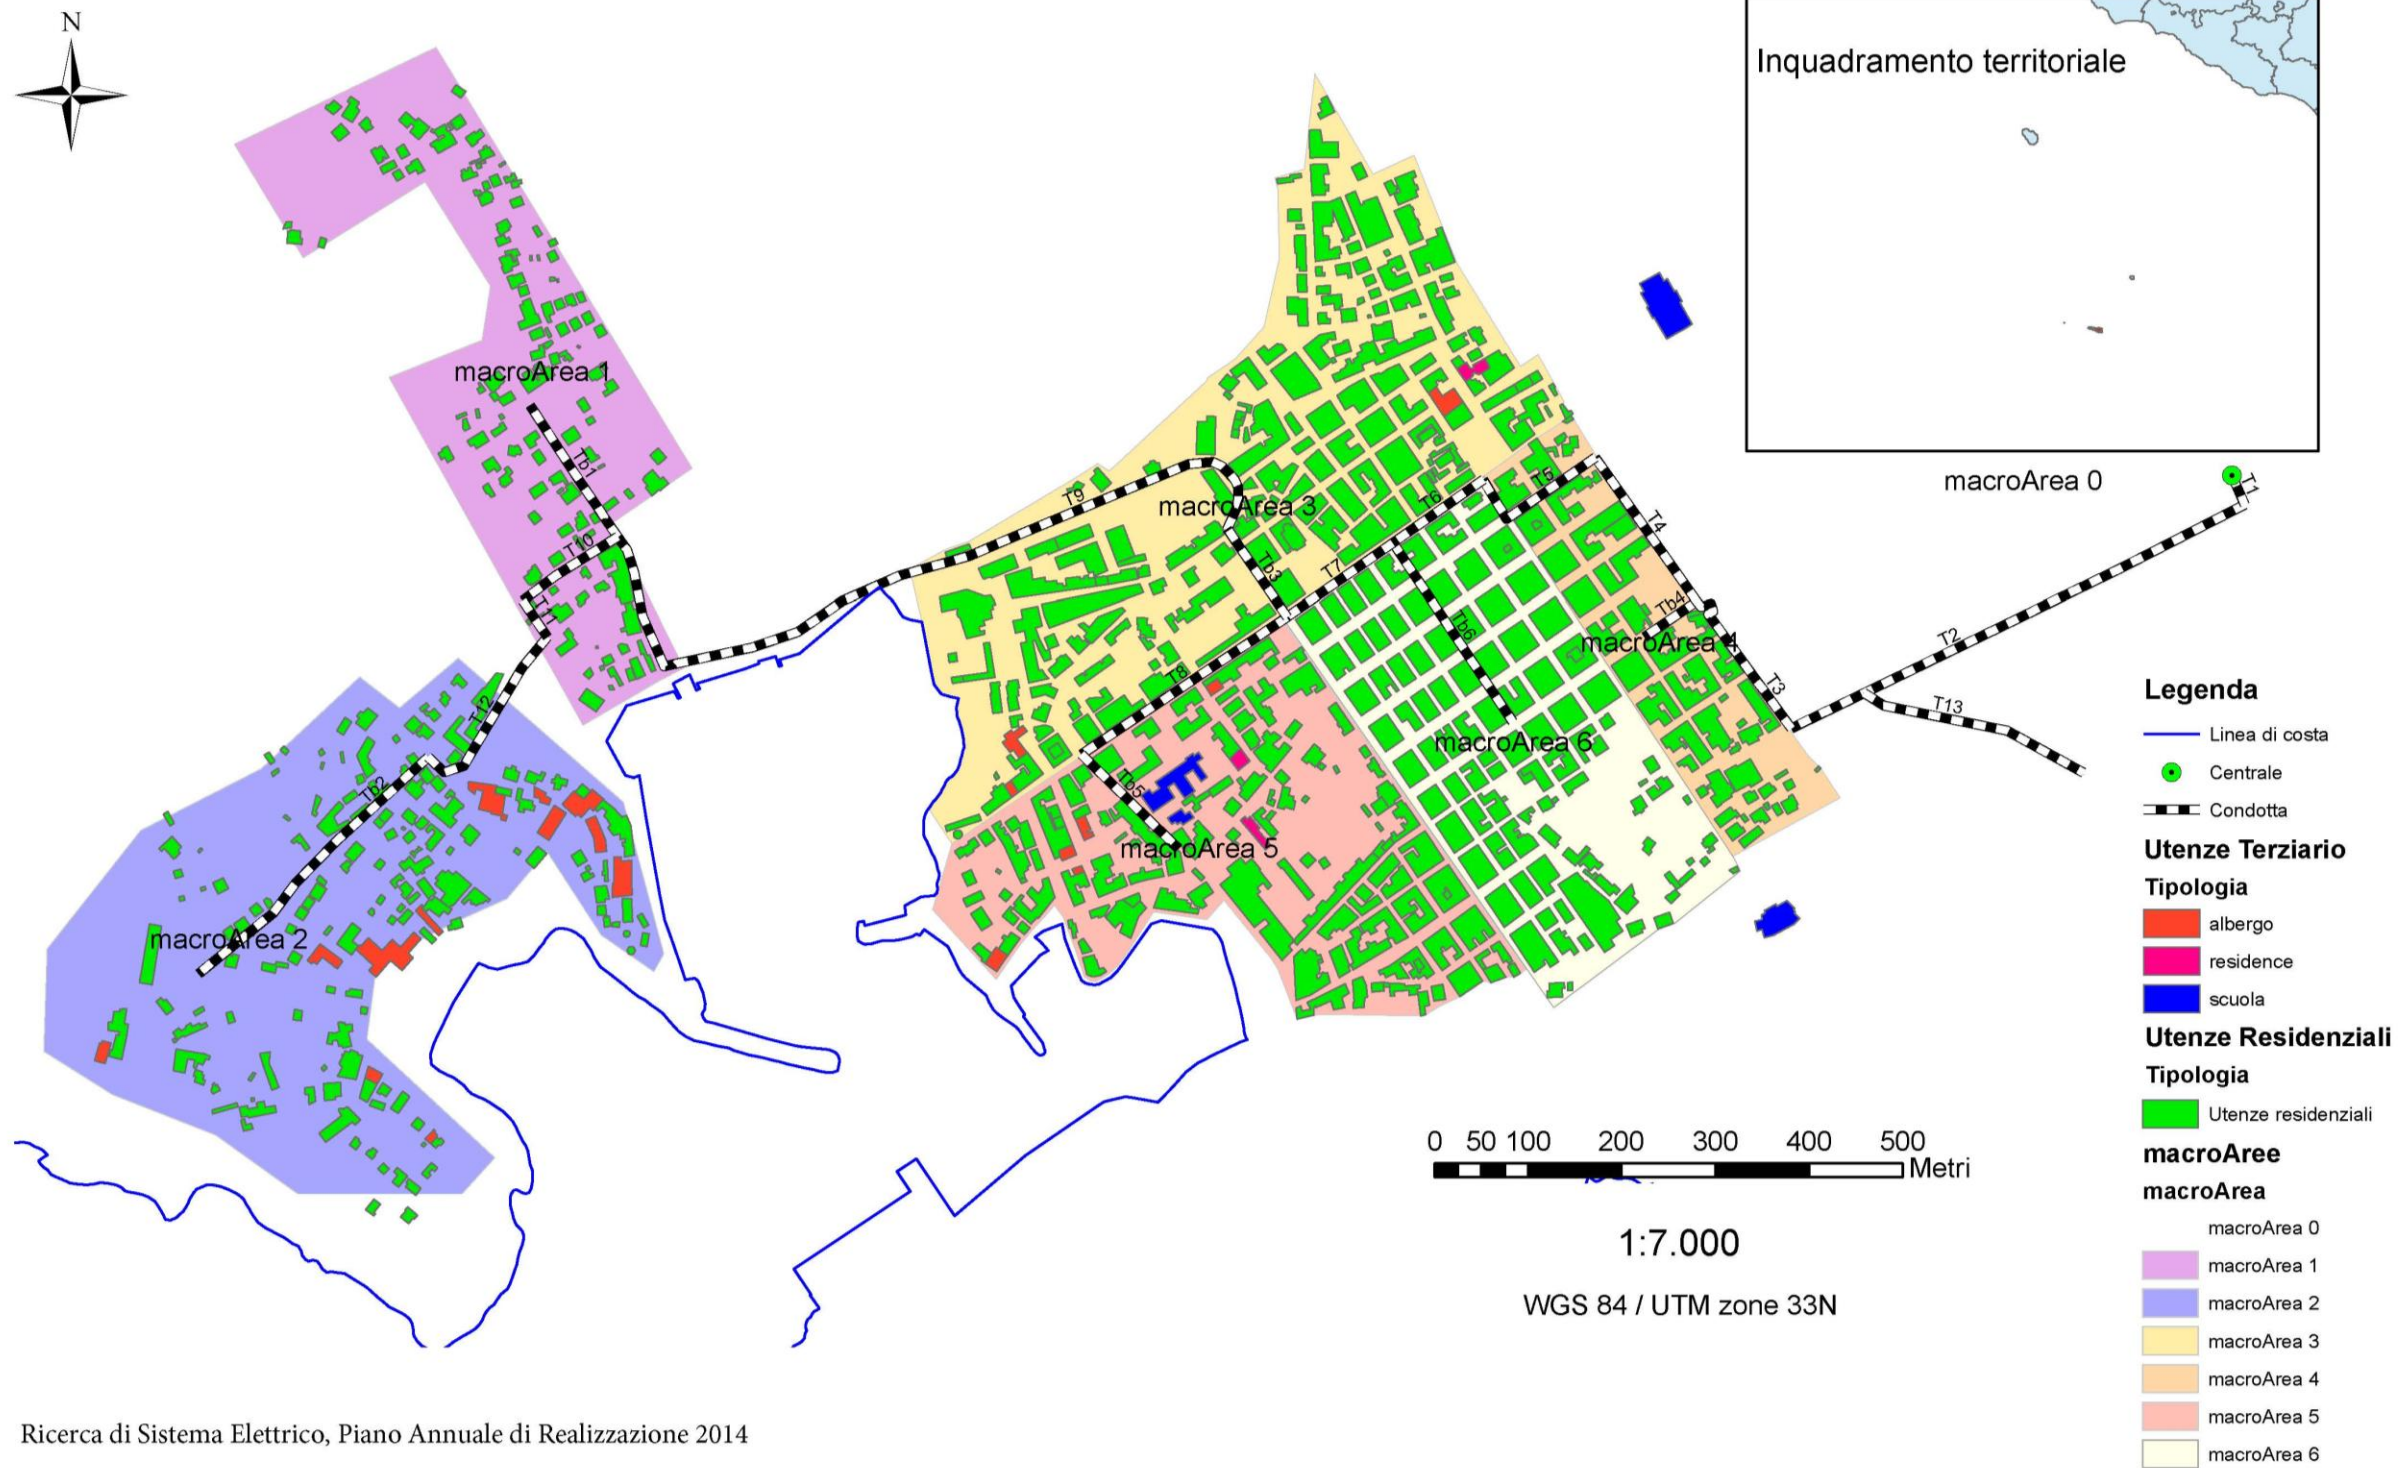 N
Inquadramento territoriale
macroArea 0
T1
macroArea 1
Tb1
T9
macroArea 3
T6
T5
T4
T10
Tb3
T7
T11
Tb6
Tb4
macroArea 4
T2
T8
T3
T13
T12
macroArea 6
Tb2
Tb5
macroArea 5
macroArea 2
Legenda
Linea di costa
Centrale
Condotta
Utenze Terziario
Tipologia
albergo
residence
scuola
Utenze Residenziali
Tipologia
Utenze residenziali
macroAree
macroArea
macroArea 0
macroArea 1
macroArea 2
macroArea 3
macroArea 4
macroArea 5
macroArea 6
0 50 100 200 300 400 500
Metri
1:7.000
WGS 84 / UTM zone 33N
Ricerca di Sistema Elettrico, Piano Annuale di Realizzazione 2014